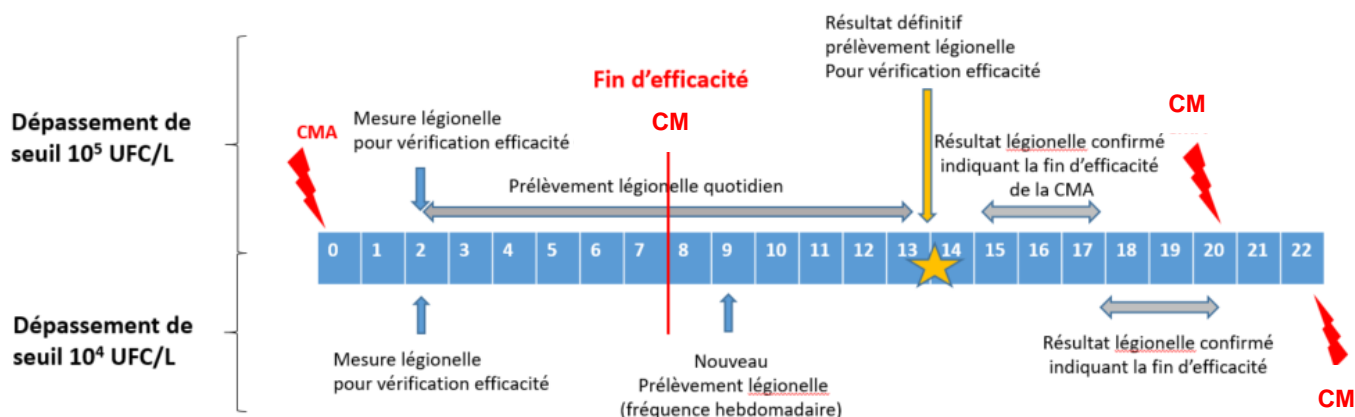 Résultat définitif
prélèvement légionelle
Pour vérification efficacité
Fin d’efficacité
CM
CM
Dépassement de
seuil 10⁵ UFC/L
CMA
Mesure légionelle
pour vérification efficacité
Résultat légionelle confirmé
indiquant la fin d’efficacité
de la CMA
Prélèvement légionelle quotidien
0 1 2 3 4 5 6 7 8 9 10 11 12 13 14 15 16 17 18 19 20 21 22
Dépassement de
seuil 10⁴ UFC/L
Mesure légionelle
pour vérification efficacité
Nouveau
Prélèvement légionelle
(fréquence hebdomadaire)
Résultat légionelle confirmé
indiquant la fin d’efficacité
CM